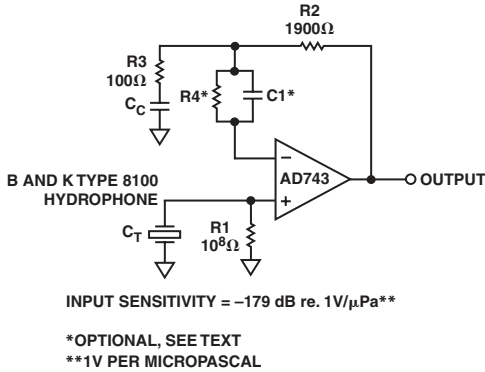 R2
1900Ω
R3
100Ω
CC
R4*
C1*
B AND K TYPE 8100
HYDROPHONE
AD743
OUTPUT
CT
R1
10⁸Ω
INPUT SENSITIVITY = –179 dB re. 1V/μPa**
*OPTIONAL, SEE TEXT
**1V PER MICROPASCAL